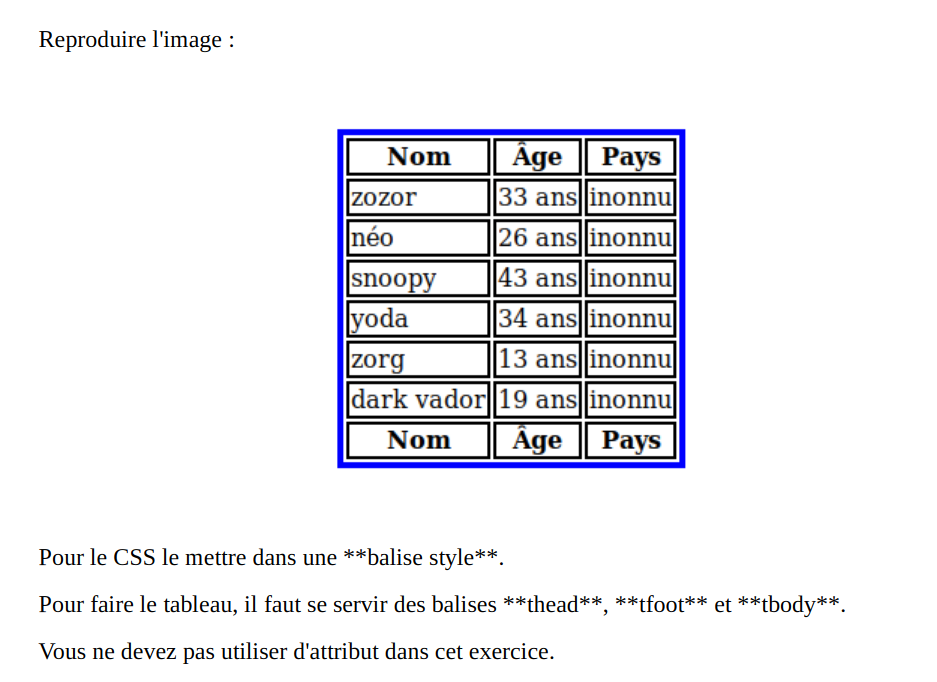 Reproduire l'image :
Nom Âge Pays
zozor 33 ans inonnu
néo 26 ans inonnu
snoopy 43 ans inonnu
yoda 34 ans inonnu
zorg 13 ans inonnu
dark vador 19 ans inonnu
Nom Âge Pays
Pour le CSS le mettre dans une **balise style**.
Pour faire le tableau, il faut se servir des balises **thead**, **tfoot** et **tbody**.
Vous ne devez pas utiliser d'attribut dans cet exercice.